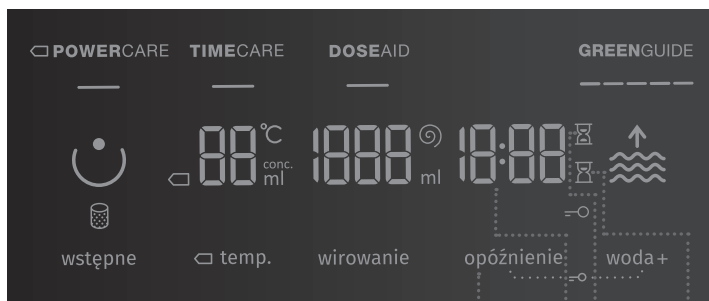 POWERCARE TIMECARE DOSEAID GREENGUIDE
88 °C 1888 18:88
conc.
ml ml
wstępne temp. wirowanie opóźnienie woda+